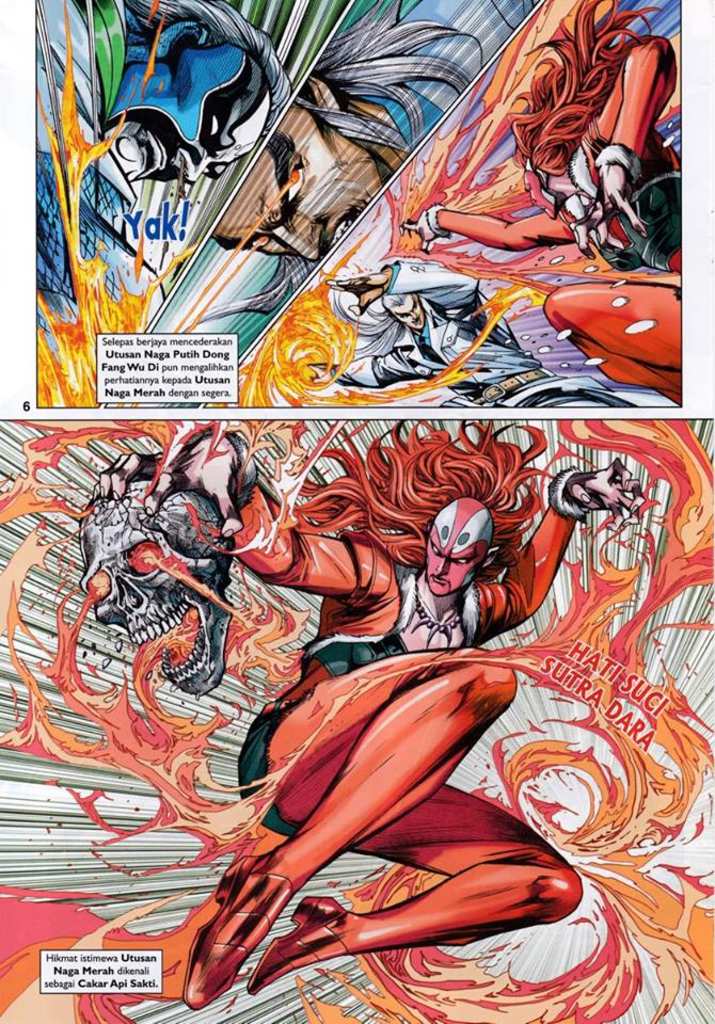 Yak!
Selepas berjaya mencederakan
Utusan Naga Putih Dong
Fang Wu Di pun mengalihkan
perhatiannya kepada Utusan
Naga Merah dengan segera.
6
HATI SUCI
SUTRA DARA
Hikmat istimewa Utusan
Naga Merah dikenali
sebagai Cakar Api Sakti.